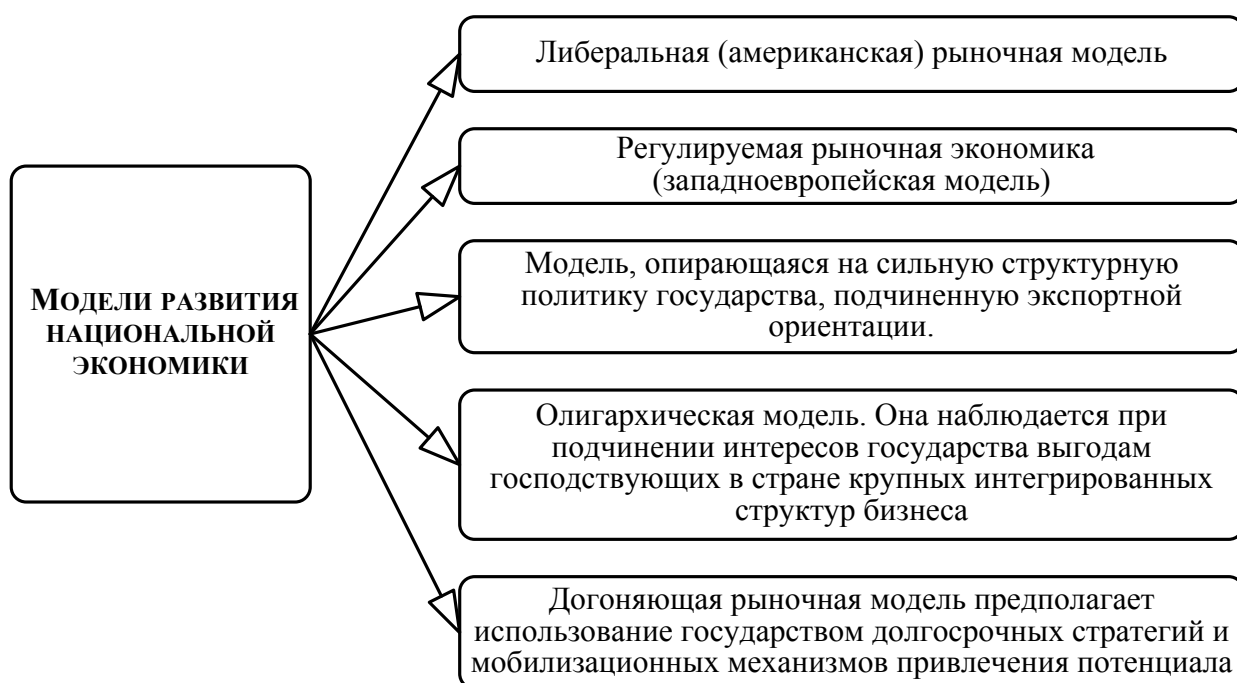 МОДЕЛИ РАЗВИТИЯ
НАЦИОНАЛЬНОЙ
ЭКОНОМИКИ
Либеральная (американская) рыночная модель
Регулируемая рыночная экономика
(западноевропейская модель)
Модель, опирающаяся на сильную структурную
политику государства, подчиненную экспортной
ориентации.
Олигархическая модель. Она наблюдается при
подчинении интересов государства выгодам
господствующих в стране крупных интегрированных
структур бизнеса
Догоняющая рыночная модель предполагает
использование государством долгосрочных стратегий и
мобилизационных механизмов привлечения потенциала